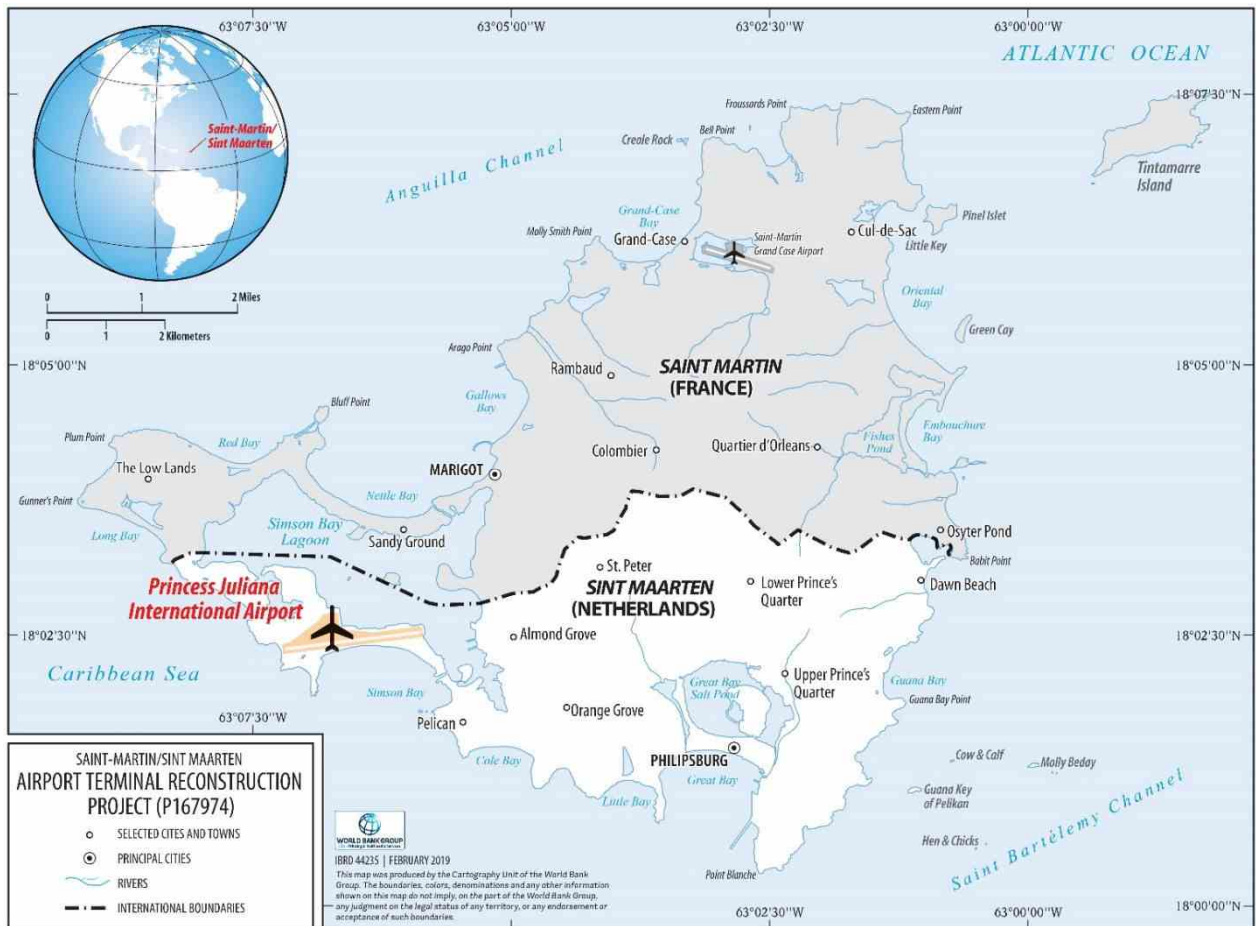 63°07'30''W
63°05'00''W
63°02'30''W
63°00'00''W
ATLANTIC OCEAN
18°07'30''N
Froussards Point
Eastern Point
Bell Point
Creole Rock
Saint-Martin/
Sint Maarten
Anguilla Channel
Tintamarre
Island
Grand-Case
Bay
Pinel Islet
Molly Smith Point
Grand-Case
Saint-Martin
Grand Case Airport
Cul-de-Sac
Little Key
Oriental
Bay
0 1 2 Miles
0 1 2 Kilometers
Green Cay
Arago Point
18°05'00''N
18°05'00''N
Rambaud
SAINT MARTIN
(FRANCE)
Gallows
Bay
Bluff Point
Plum Point
Red Bay
Embouchure
Bay
Fishes
Pond
Colombier
Quartier d'Orleans
The Low Lands
MARIGOT
Gunner's Point
Nettle Bay
Long Bay
Simson Bay
Lagoon
Sandy Ground
Osyter Pond
Babit Point
St. Peter
Princess Juliana
International Airport
SINT MAARTEN
(NETHERLANDS)
Lower Prince's
Quarter
Dawn Beach
18°02'30''N
Almond Grove
18°02'30''N
Caribbean Sea
Simson Bay
Great Bay
Salt Pond
Upper Prince's
Quarter
Guana Bay
Guana Bay Point
Pelican
Orange Grove
63°07'30''W
PHILIPSBURG
Cole Bay
Great Bay
Cow & Calf
Molly Beday
Little Bay
Guana Key
of Pelikan
Hen & Chicks
Saint Bartélemy Channel
Point Blanche
SAINT-MARTIN/SINT MAARTEN
AIRPORT TERMINAL RECONSTRUCTION
PROJECT (P167974)
SELECTED CITES AND TOWNS
PRINCIPAL CITIES
RIVERS
INTERNATIONAL BOUNDARIES
WORLD BANK GROUP
IBRD 44235 | FEBRUARY 2019
This map was produced by the Cartography Unit of the World Bank
Group. The boundaries, colors, denominations and any other information
shown on this map do not imply, on the part of the World Bank Group,
any judgment on the legal status of any territory, or any endorsement or
acceptance of such boundaries.
63°05'00''W
63°02'30''W
63°00'00''W
18°00'00''N